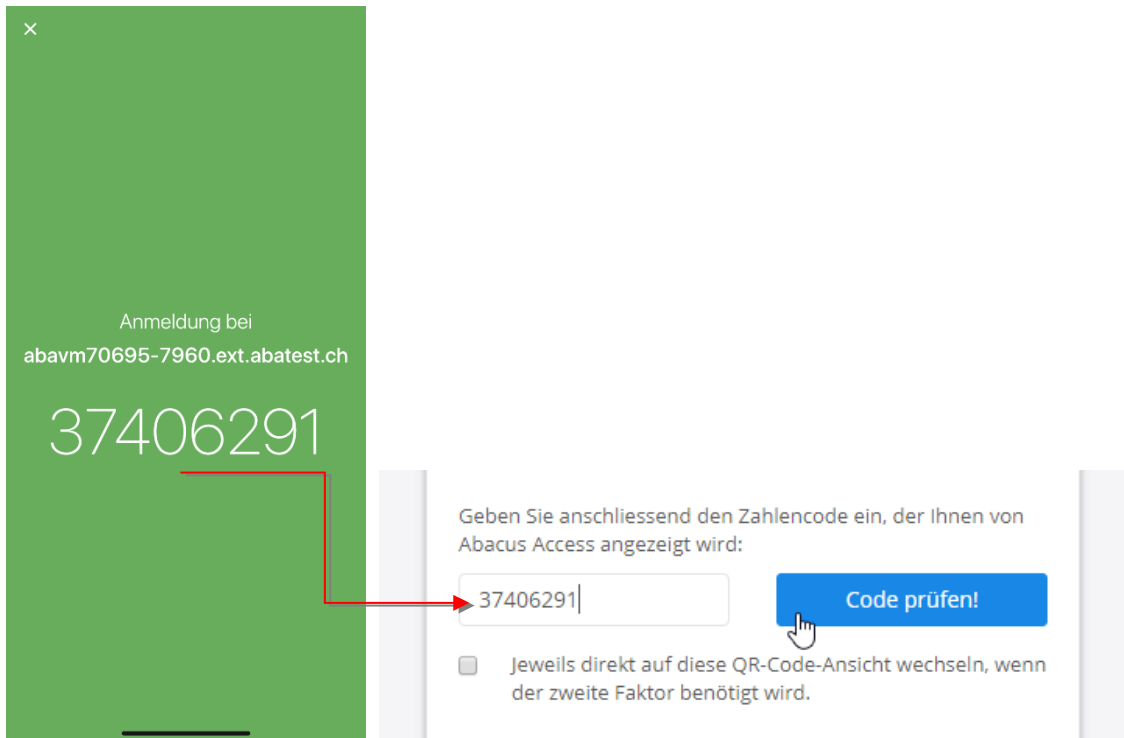 ×
Anmeldung bei
abavm70695-7960.ext.abatest.ch
37406291
Geben Sie anschliessend den Zahlencode ein, der Ihnen von
Abacus Access angezeigt wird:
37406291
Code prüfen!
Jeweils direkt auf diese QR-Code-Ansicht wechseln, wenn
der zweite Faktor benötigt wird.